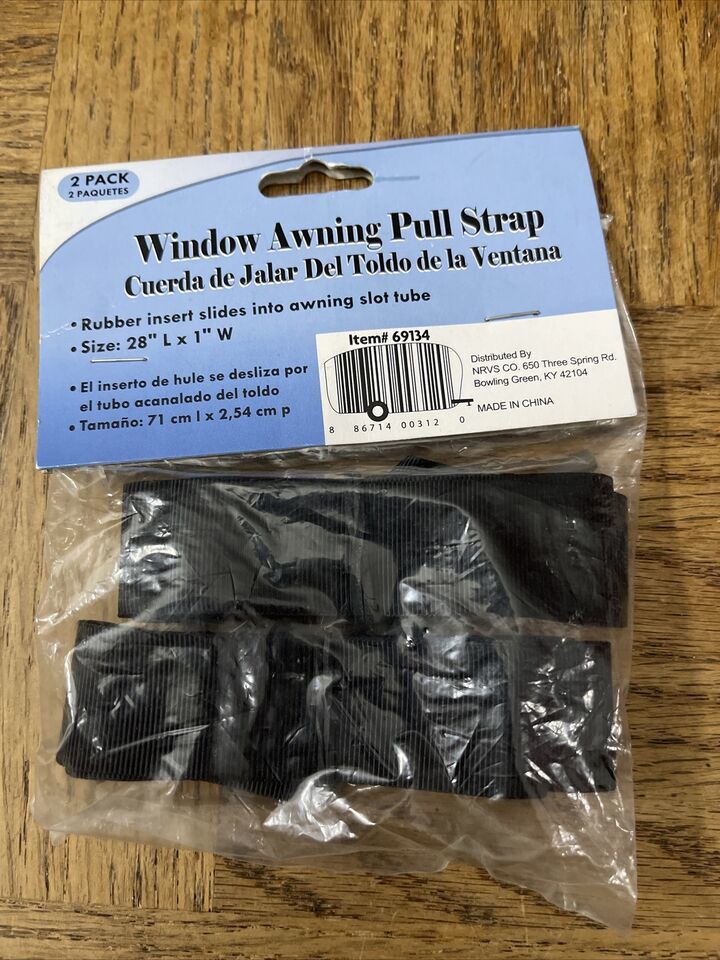 2 PACK
2 PAQUETES
Window Awning Pull Strap
Cuerda de Jalar Del Toldo de la Ventana
• Rubber insert slides into awning slot tube
• Size: 28" L x 1" W
• El inserto de hule se desliza por
el tubo acanalado del toldo
• Tamaño: 71 cm l x 2,54 cm p
Item# 69134
8 86714 00312 0
Distributed By
NRVS CO. 650 Three Spring Rd.
Bowling Green, KY 42104
MADE IN CHINA